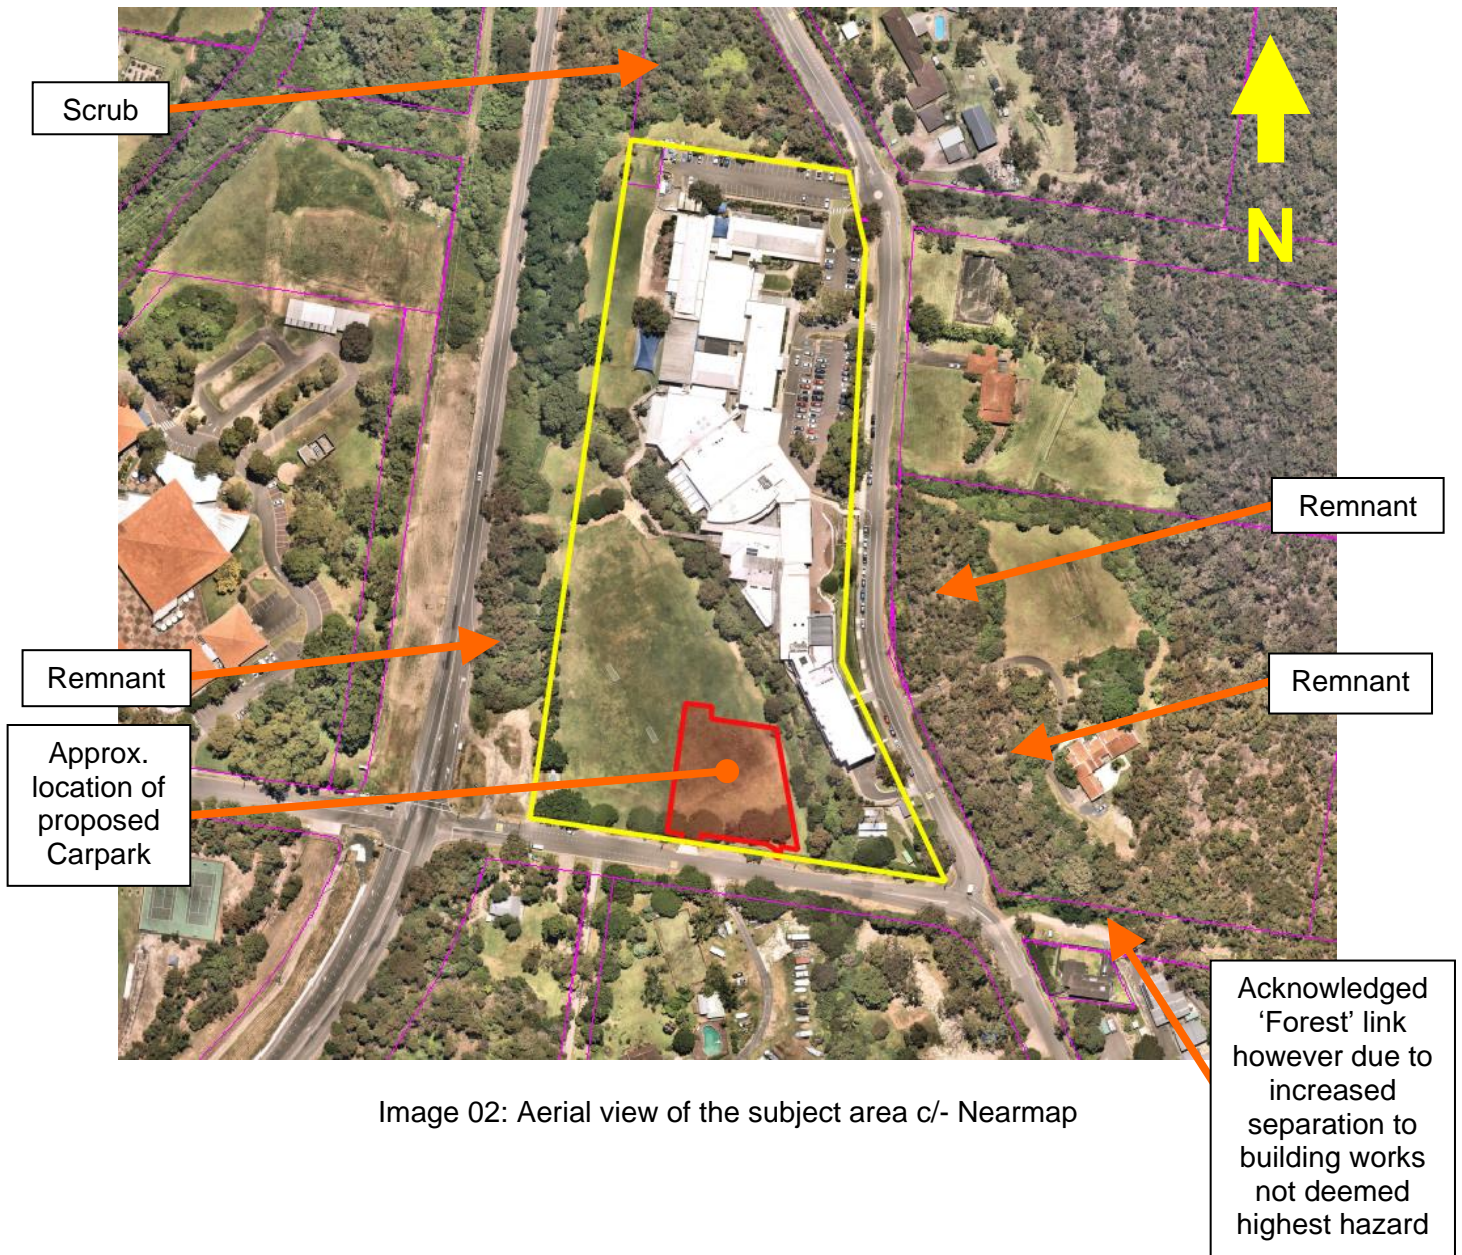 Scrub
N
Remnant
Remnant
Remnant
Approx.
location of
proposed
Carpark
Acknowledged
‘Forest’ link
however due to
increased
separation to
building works
not deemed
highest hazard
Image 02: Aerial view of the subject area c/- Nearmap